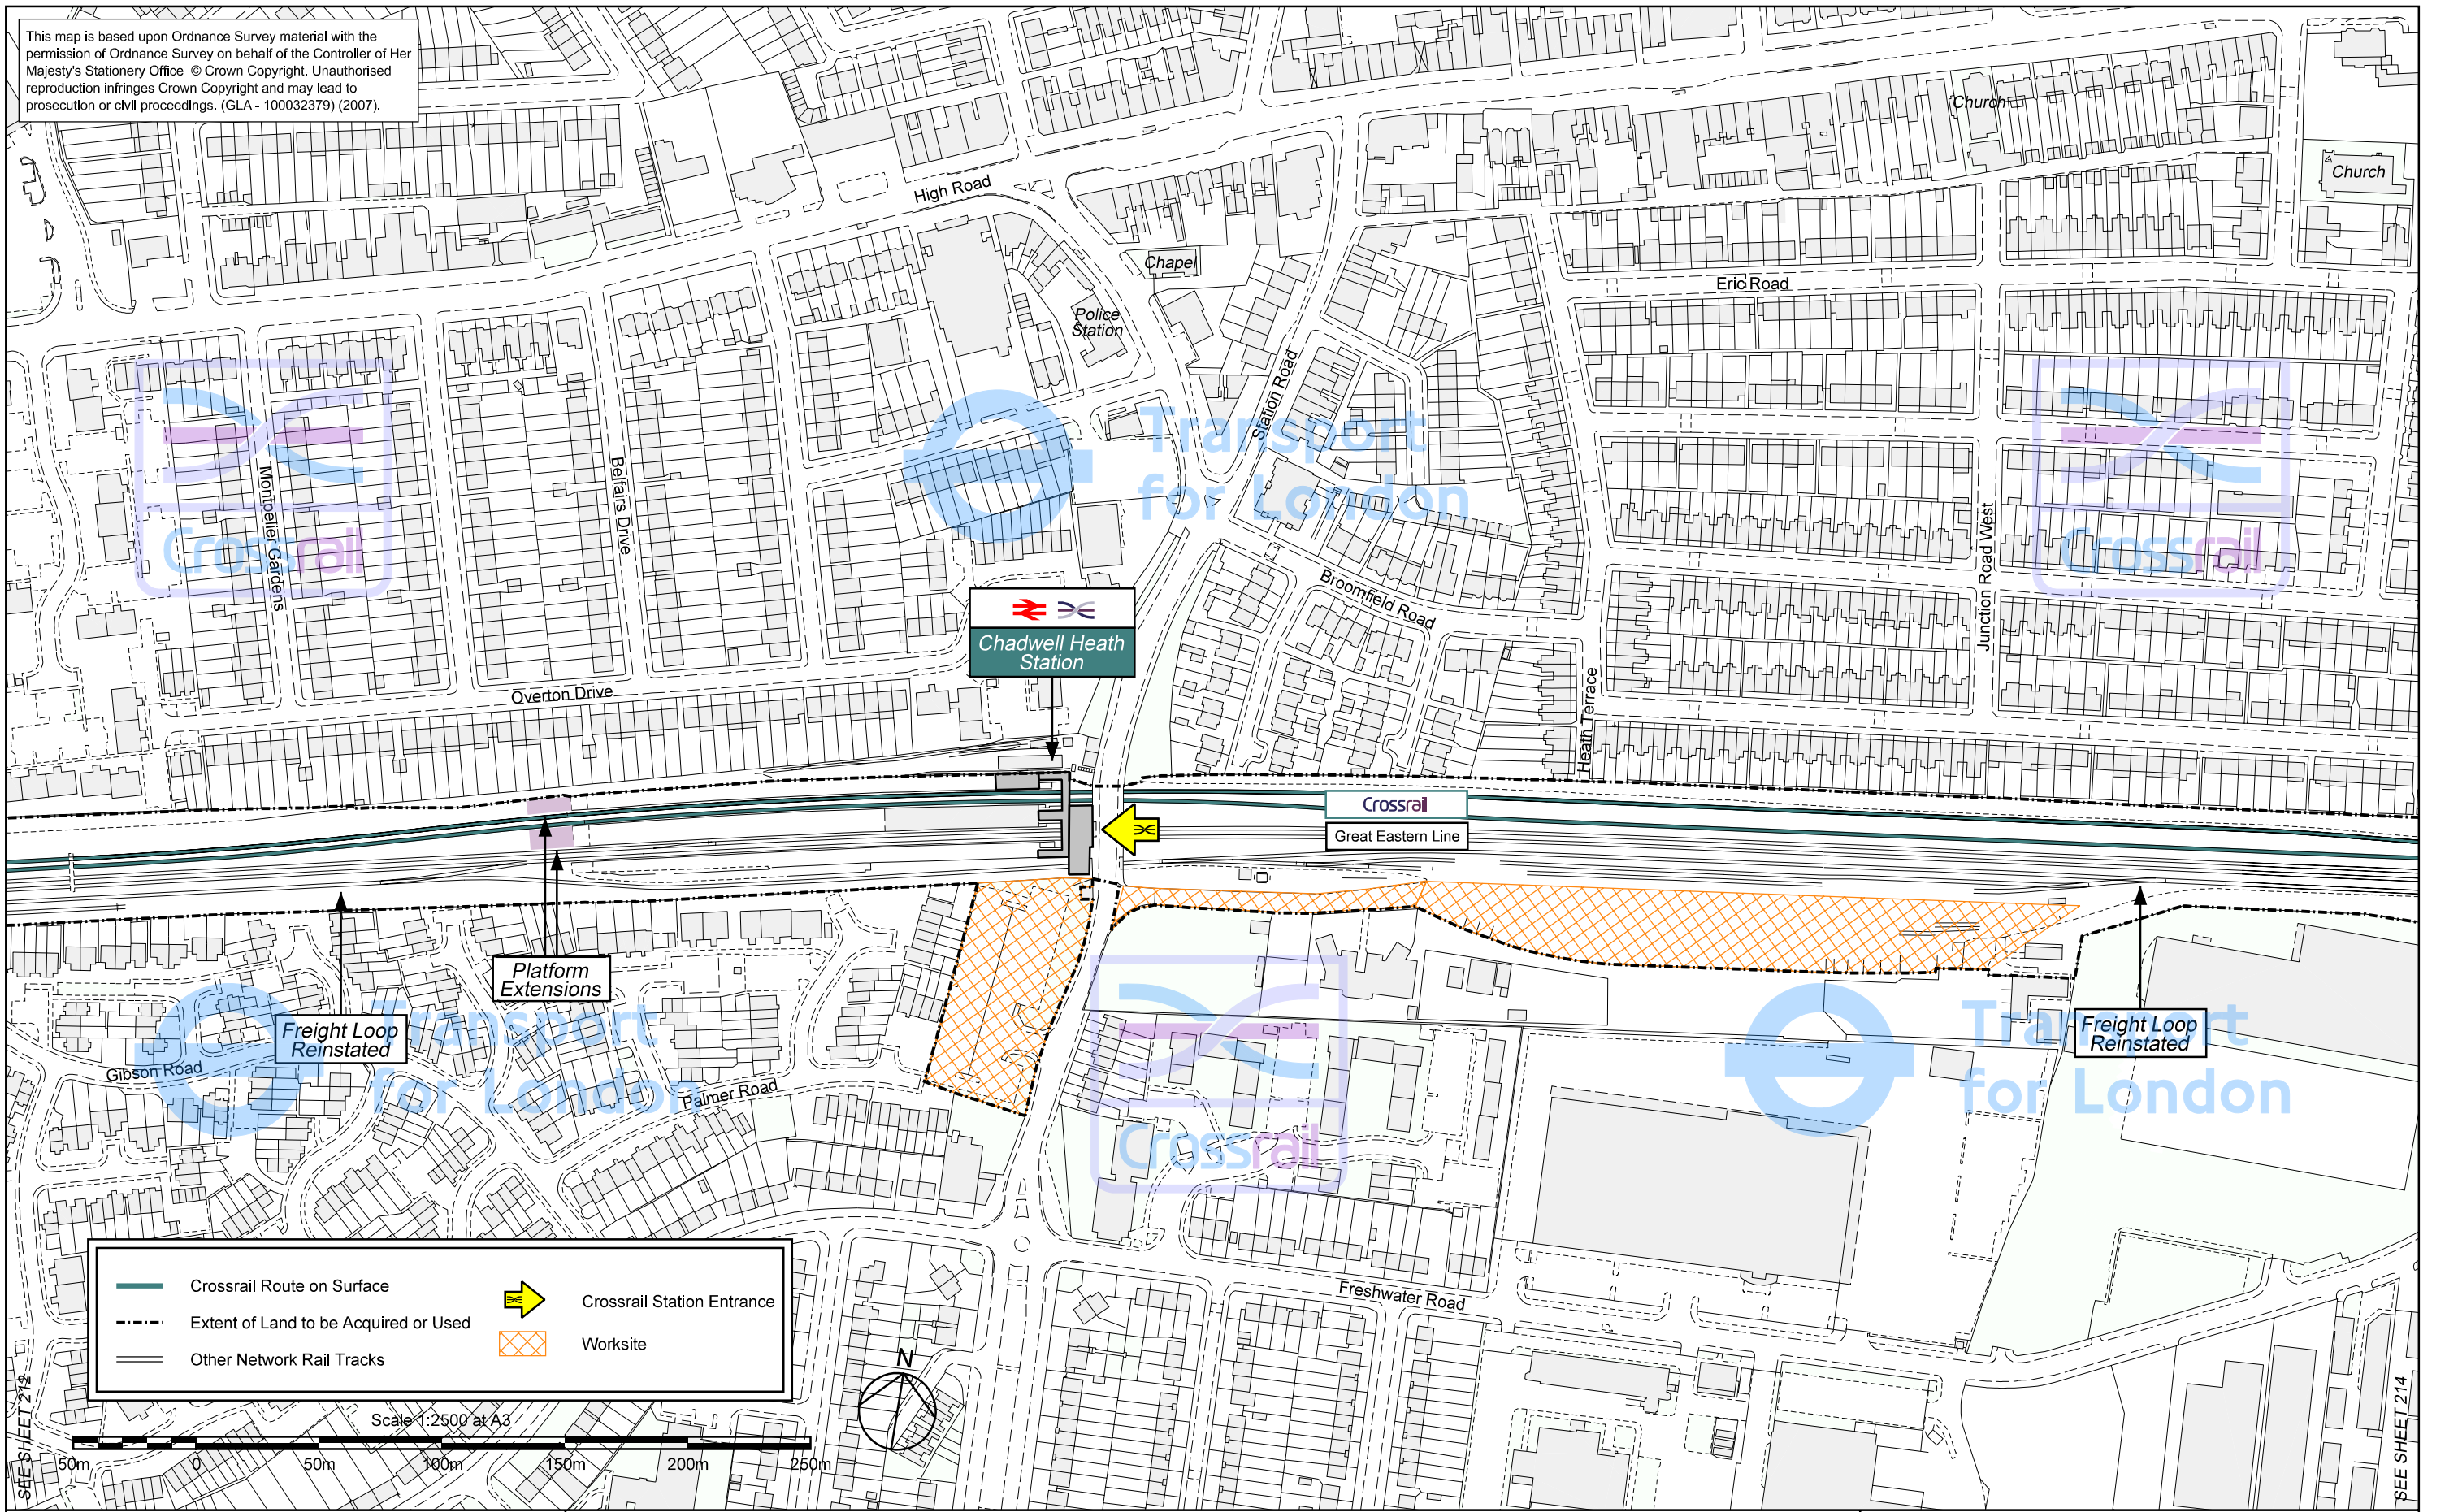 This map is based upon Ordnance Survey material with the
permission of Ordnance Survey on behalf of the Controller of Her
Majesty's Stationery Office © Crown Copyright. Unauthorised
reproduction infringes Crown Copyright and may lead to
prosecution or civil proceedings. (GLA - 100032379) (2007).
Church
Church
High Road
Chapel
Eric Road
Police
Station
Station Road
Transport
for London
Crossrail
Crossrail
Montpelier Gardens
Belfairs Drive
Junction Road West
Broomfield Road
Chadwell Heath
Station
Overton Drive
Heath Terrace
Crossrail
Great Eastern Line
Platform
Extensions
Freight Loop
Reinstated
Freight Loop
Reinstated
Transport
for London
Crossrail
Transport
for London
Gibson Road
Palmer Road
Freshwater Road
Crossrail Route on Surface
Extent of Land to be Acquired or Used
Other Network Rail Tracks
Crossrail Station Entrance
Worksite
N
Scale 1:2500 at A3
50m 0 50m 100m 150m 200m 250m
SEE SHEET 212
SEE SHEET 214